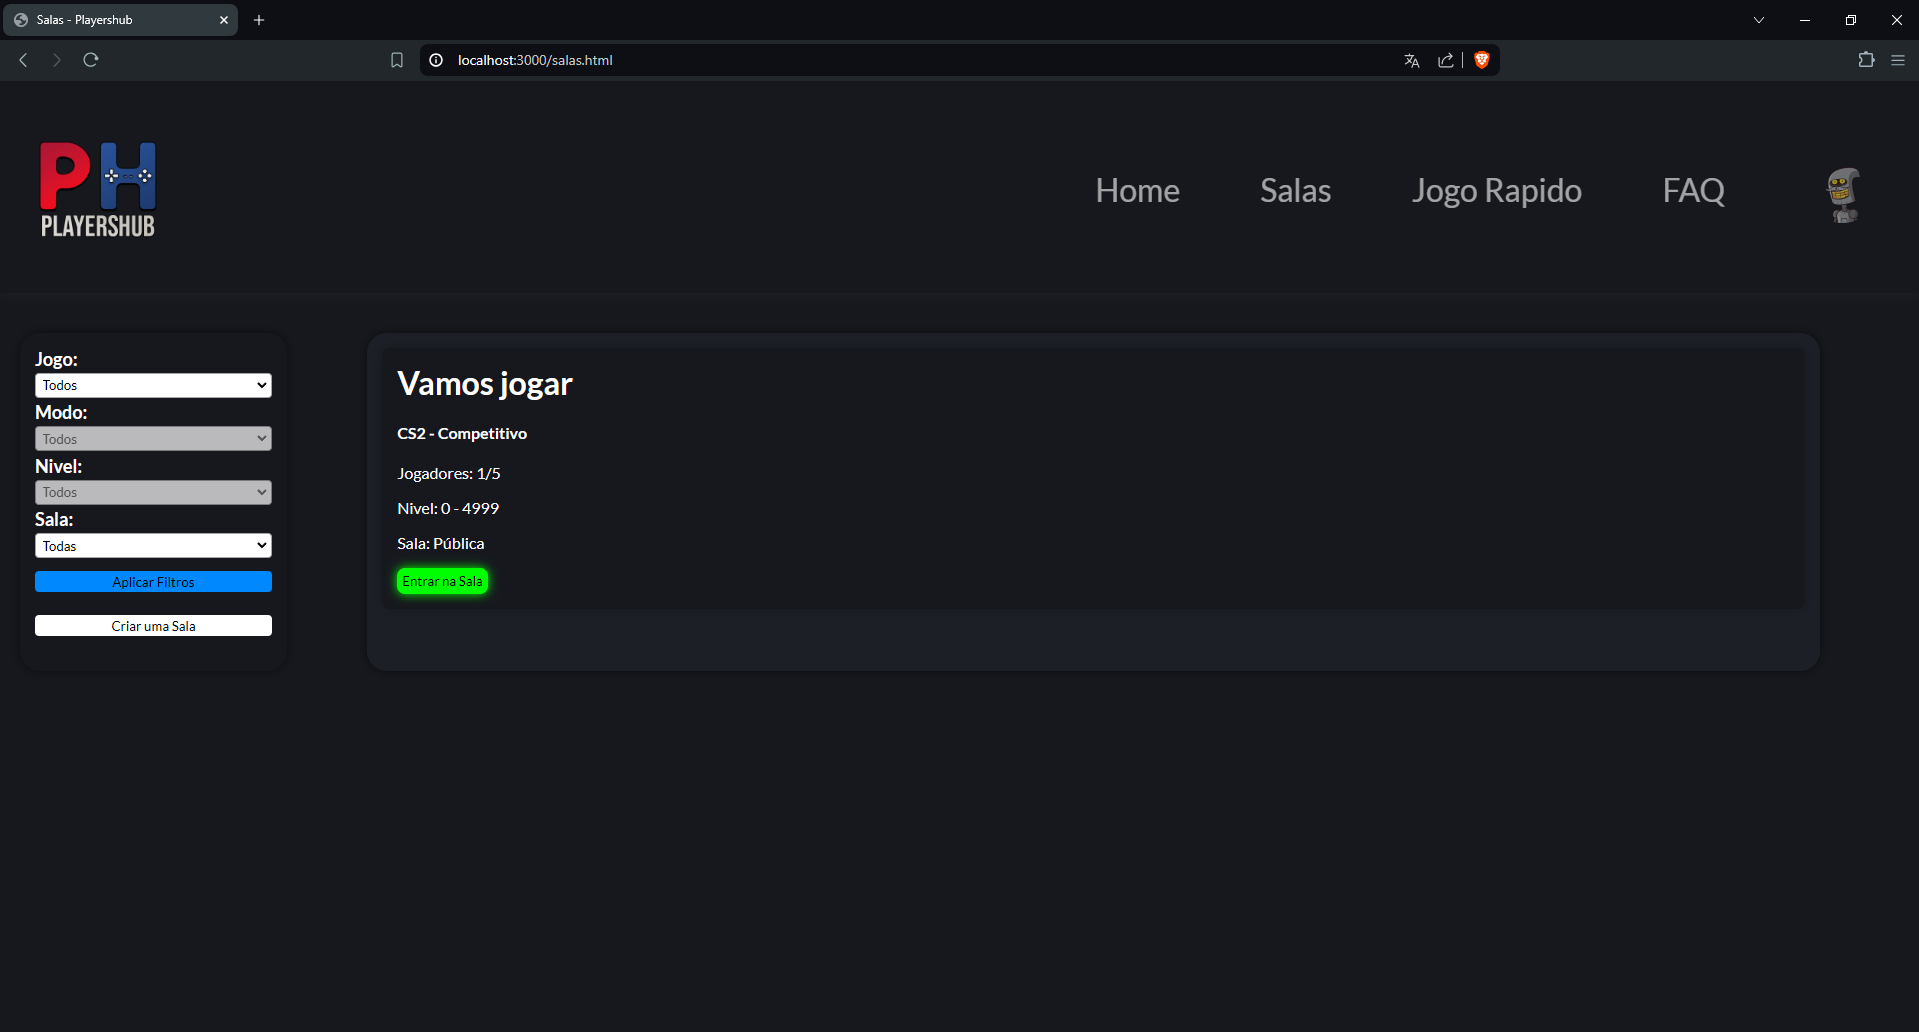 Salas - Playershub
localhost:3000/salas.html
PH
PLAYERSHUB
Home
Salas
Jogo Rapido
FAQ
Jogo:
Todos
Modo:
Todos
Nivel:
Todos
Sala:
Todas
Aplicar Filtros
Criar uma Sala
Vamos jogar
CS2 - Competitivo
Jogadores: 1/5
Nivel: 0 - 4999
Sala: Pública
Entrar na Sala